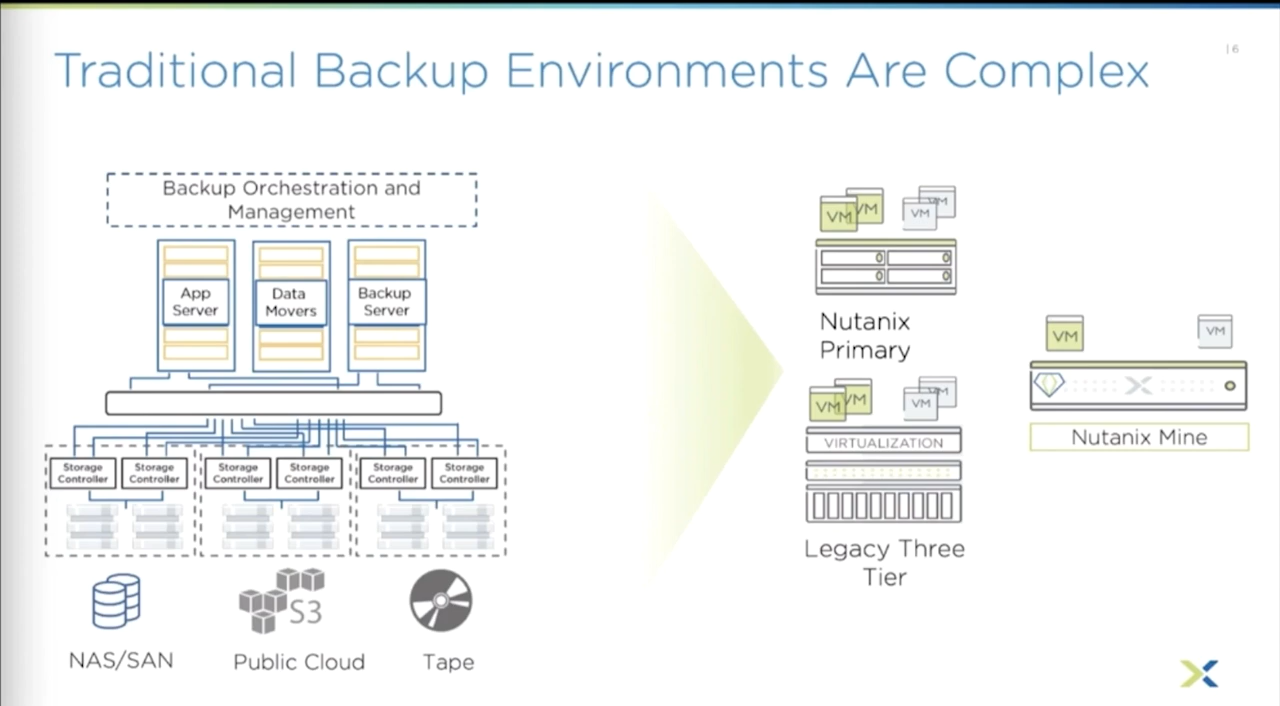 | 6
Traditional Backup Environments Are Complex
Backup Orchestration and
Management
App
Server
Data
Movers
Backup
Server
Storage
Controller
Storage
Controller
Storage
Controller
Storage
Controller
Storage
Controller
Storage
Controller
S3
NAS/SAN
Public Cloud
Tape
VM
VM
VM
VM
Nutanix
Primary
VM
VM
VM
VM
VIRTUALIZATION
Legacy Three
Tier
VM
VM
Nutanix Mine